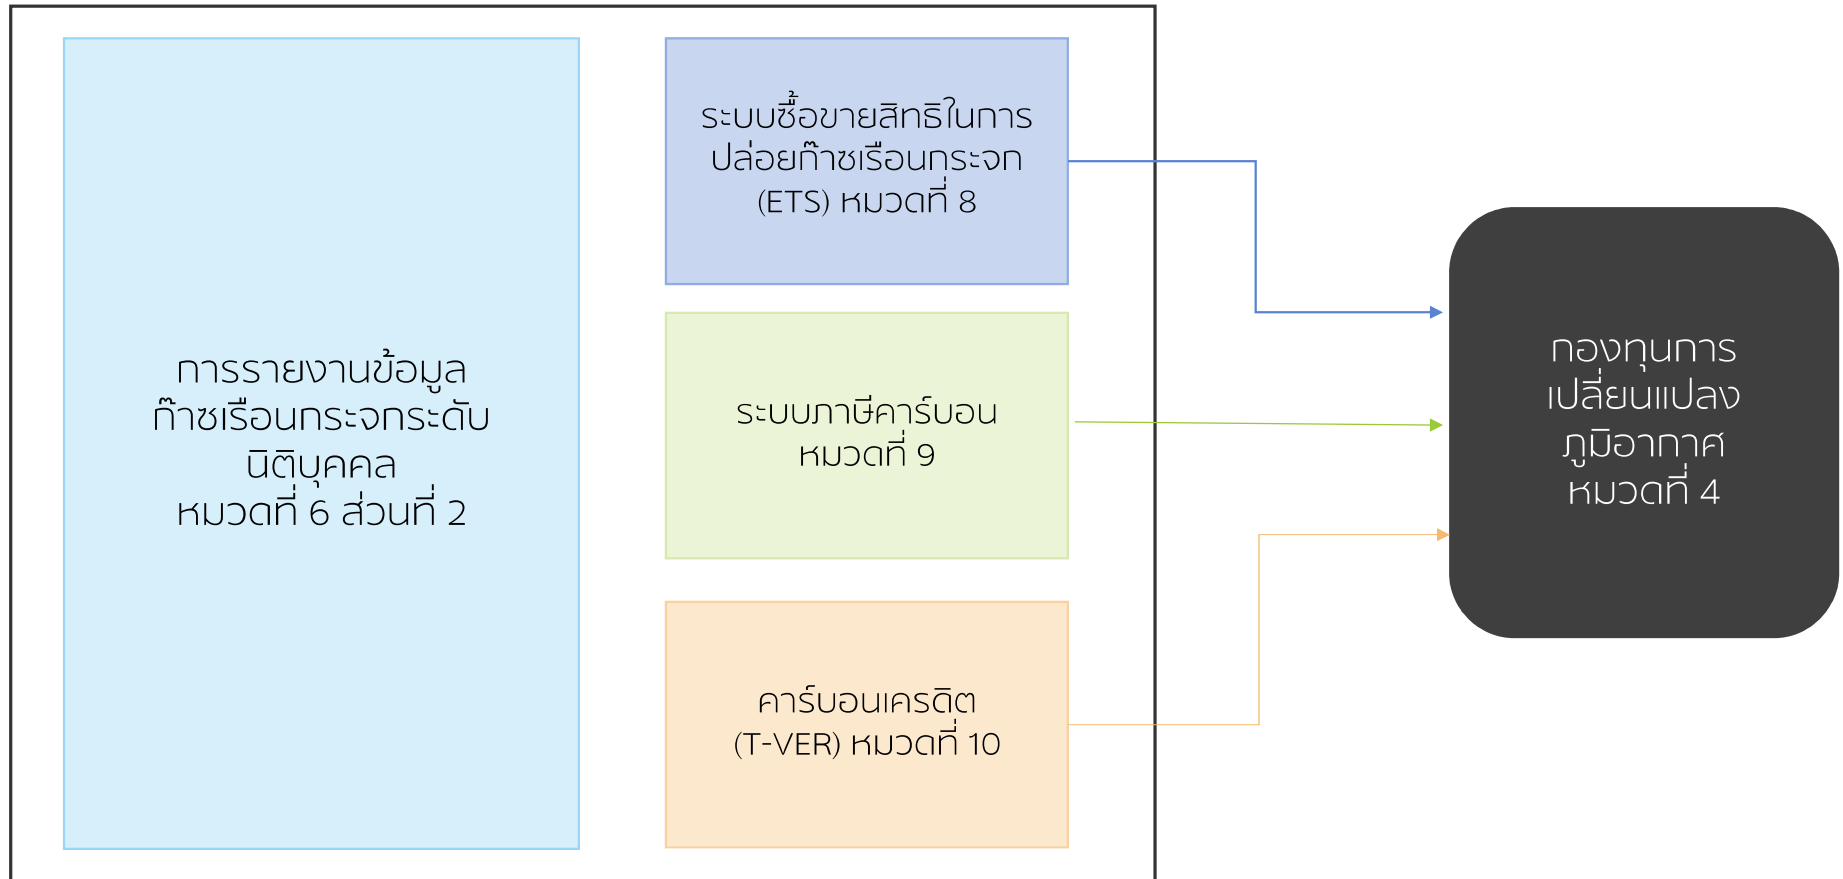 การรายงานข้อมูล
ก๊าซเรือนกระจกระดับ
นิติบุคคล
หมวดที่ 6 ส่วนที่ 2
ระบบซื้อขายสิทธิในการ
ปล่อยก๊าซเรือนกระจก
(ETS) หมวดที่ 8
ระบบภาษีคาร์บอน
หมวดที่ 9
คาร์บอนเครดิต
(T-VER) หมวดที่ 10
กองทุนการ
เปลี่ยนแปลง
ภูมิอากาศ
หมวดที่ 4